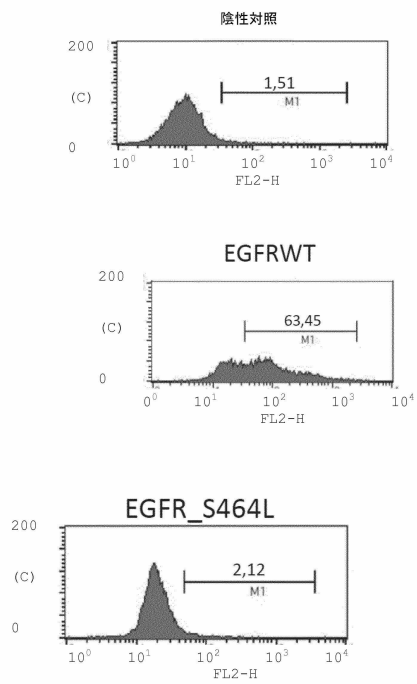 陰性対照
200
1,51
(C)
M1
0
10⁰ 10¹ 10² 10³ 10⁴
FL2-H
EGFRWT
200
63,45
(C)
M1
0
0⁰ 10¹ 10² 10³ 10⁴
FL2-H
EGFR_S464L
200
2,12
(C)
M1
0
10⁰ 10¹ 10² 10³ 10⁴
FL2-H